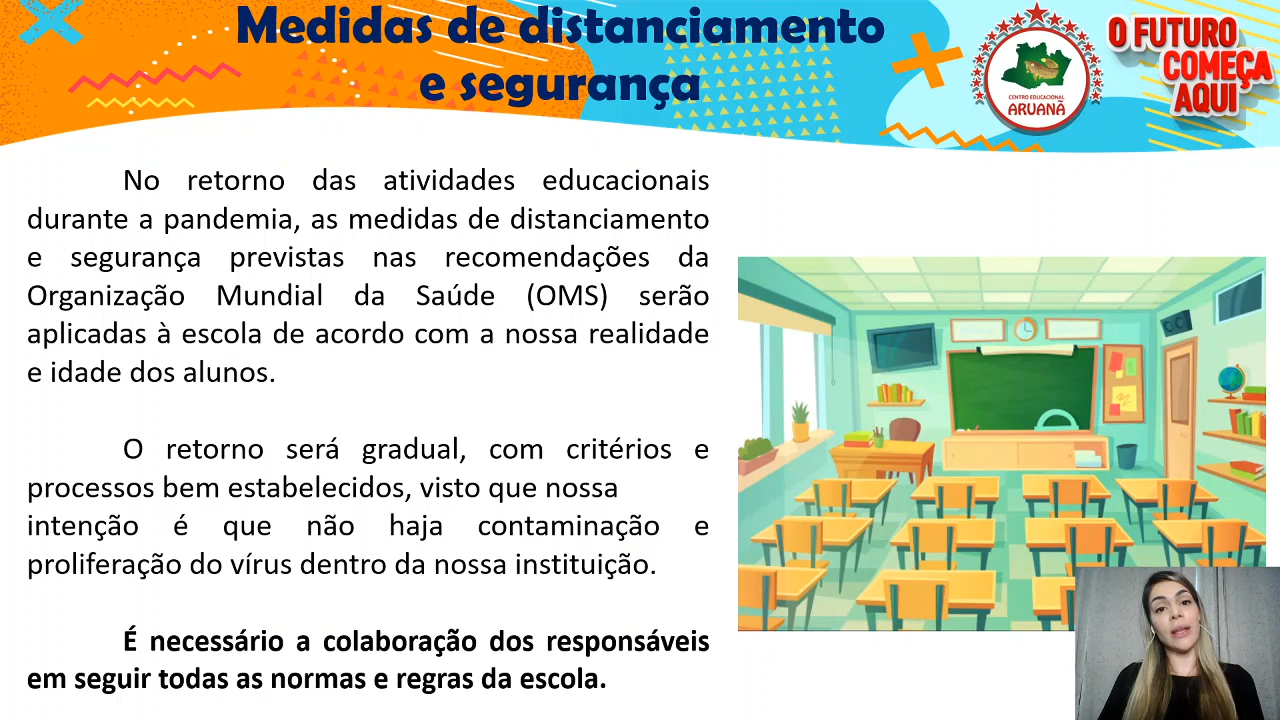 Medidas de distanciamento
e segurança
CENTRO EDUCACIONAL
ARUANÃ
O FUTURO
COMEÇA
AQUI
No retorno das atividades educacionais
durante a pandemia, as medidas de distanciamento
e segurança previstas nas recomendações da
Organização Mundial da Saúde (OMS) serão
aplicadas à escola de acordo com a nossa realidade
e idade dos alunos.
O retorno será gradual, com critérios e
processos bem estabelecidos, visto que nossa
intenção é que não haja contaminação e
proliferação do vírus dentro da nossa instituição.
É necessário a colaboração dos responsáveis
em seguir todas as normas e regras da escola.